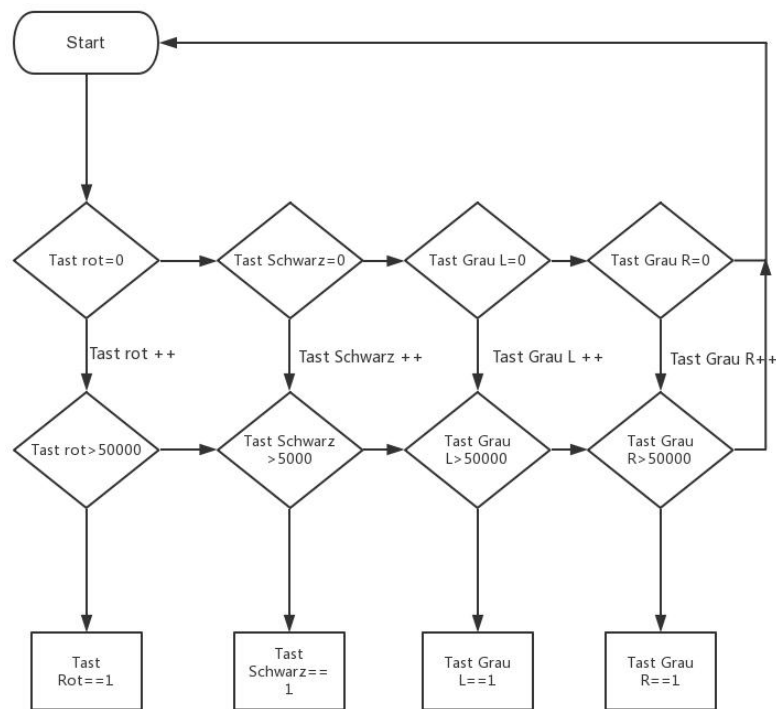 Start
Tast rot=0
Tast Schwarz=0
Tast Grau L=0
Tast Grau R=0
Tast rot ++
Tast Schwarz ++
Tast Grau L ++
Tast Grau R++
Tast rot>50000
Tast Schwarz
>5000
Tast Grau
L>50000
Tast Grau
R>50000
Tast
Rot==1
Tast
Schwarz==
1
Tast Grau
L==1
Tast Grau
R==1